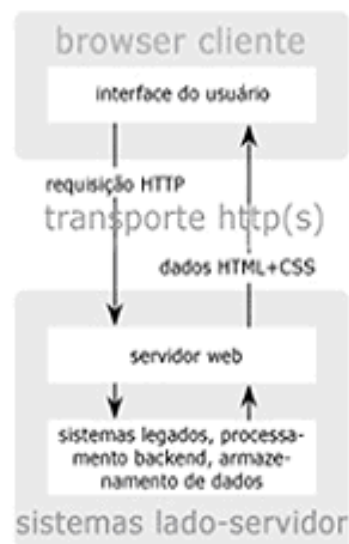 browser cliente
interface do usuário
requisição HTTP
transporte http(s)
dados HTML+CSS
servidor web
sistemas legados, processa-
mento backend, armaze-
namento de dados
sistemas lado-servidor